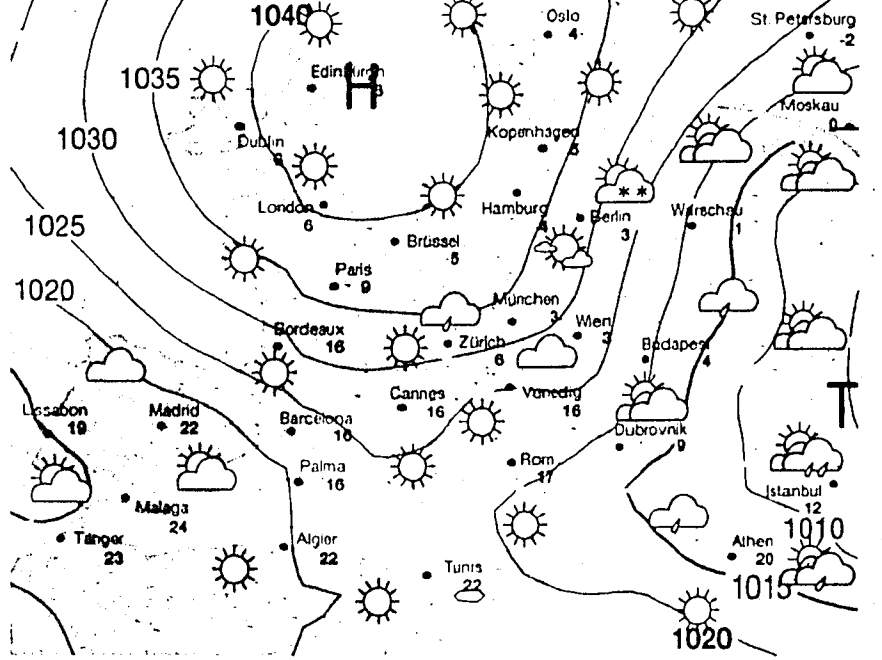 1040
Oslo
4
St. Petersburg
-2
1035
H
Moskau
0
1030
Dublin
Kopenhagen
5
London
6
Hamburg
4
Berlin
3
Warschau
1
1025
Brüssel
5
Paris
9
1020
München
3
Bordeaux
16
Zürich
6
Wien
3
Budapest
4
T
Lissabon
19
Madrid
22
Barcelona
16
Cannes
16
Venedig
16
Dubrovnik
9
Palma
16
Rom
17
Istanbul
12
Malaga
24
1010
Tanger
23
Algier
22
Athen
20
Tunis
22
1015
1020